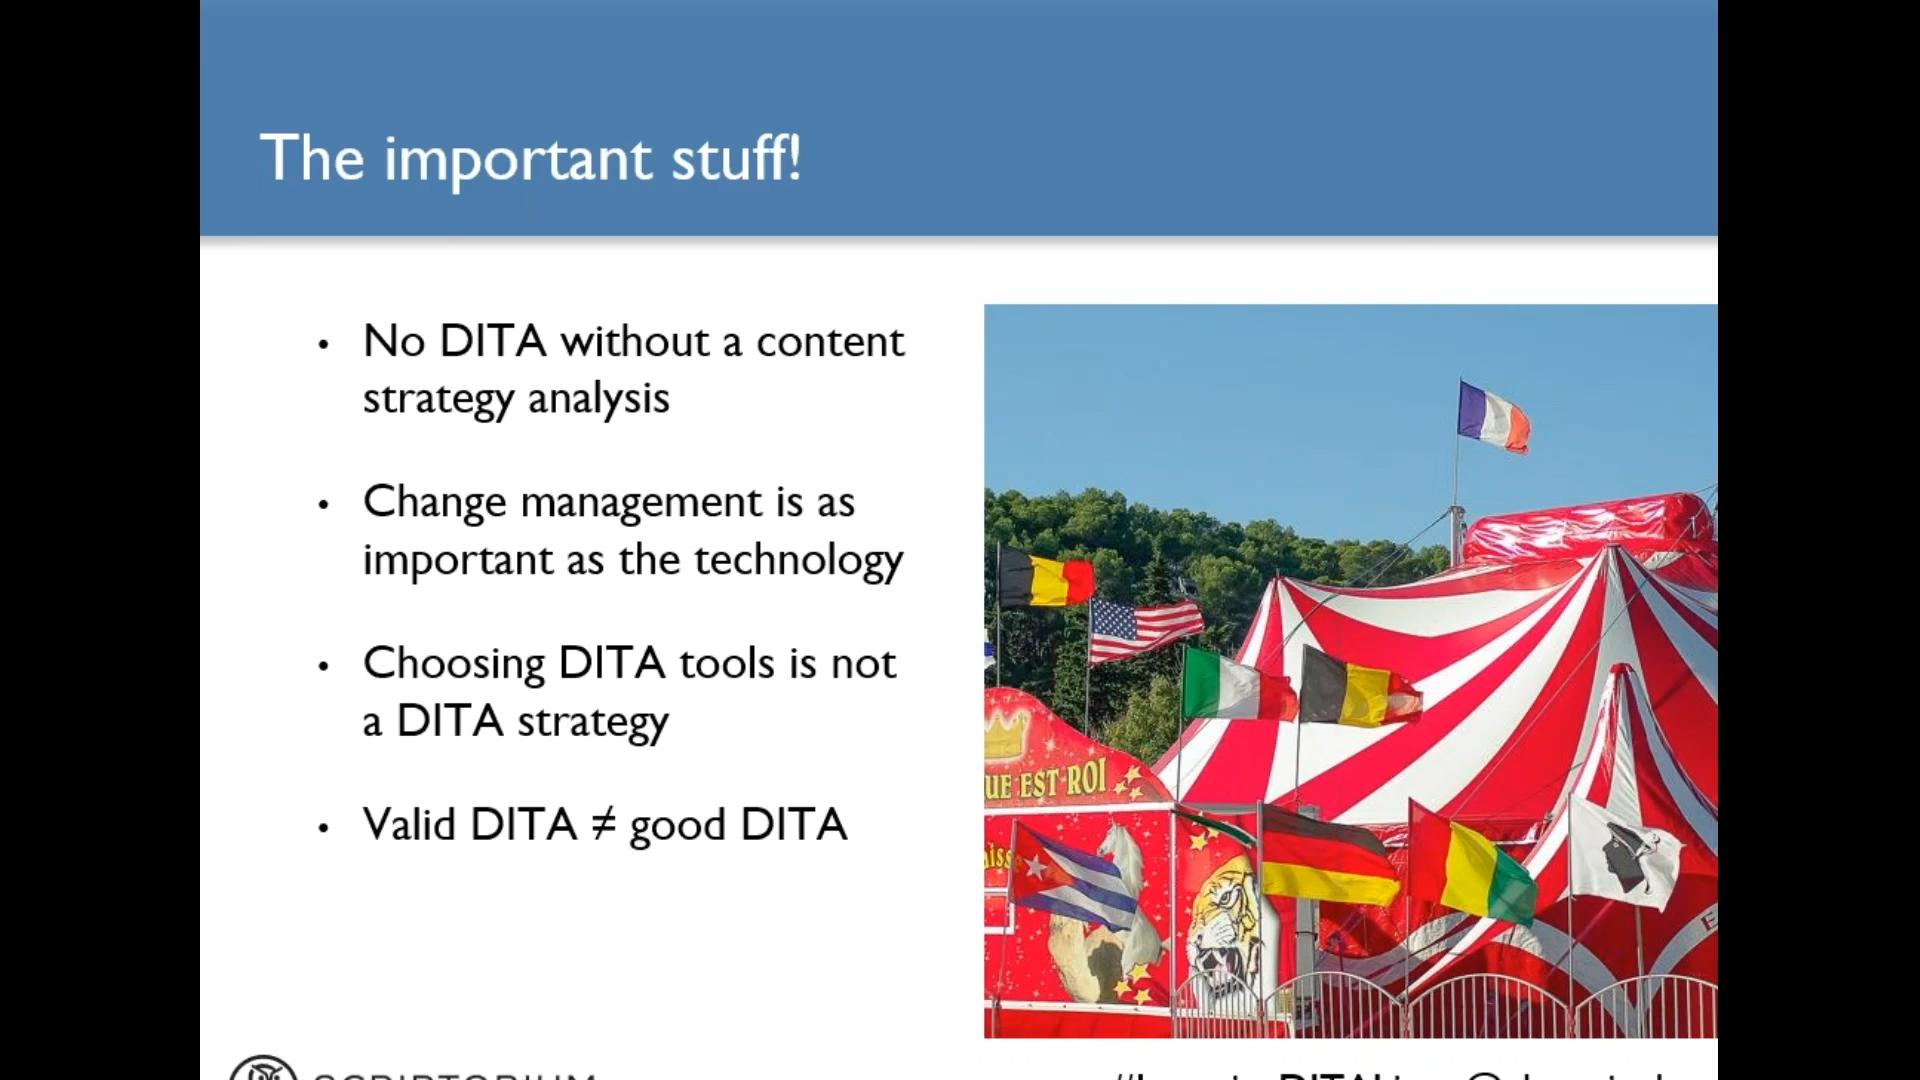 The important stuff!
• No DITA without a content
strategy analysis
• Change management is as
important as the technology
• Choosing DITA tools is not
a DITA strategy
• Valid DITA ≠ good DITA
UE EST ROI
SCRIPTORIUM